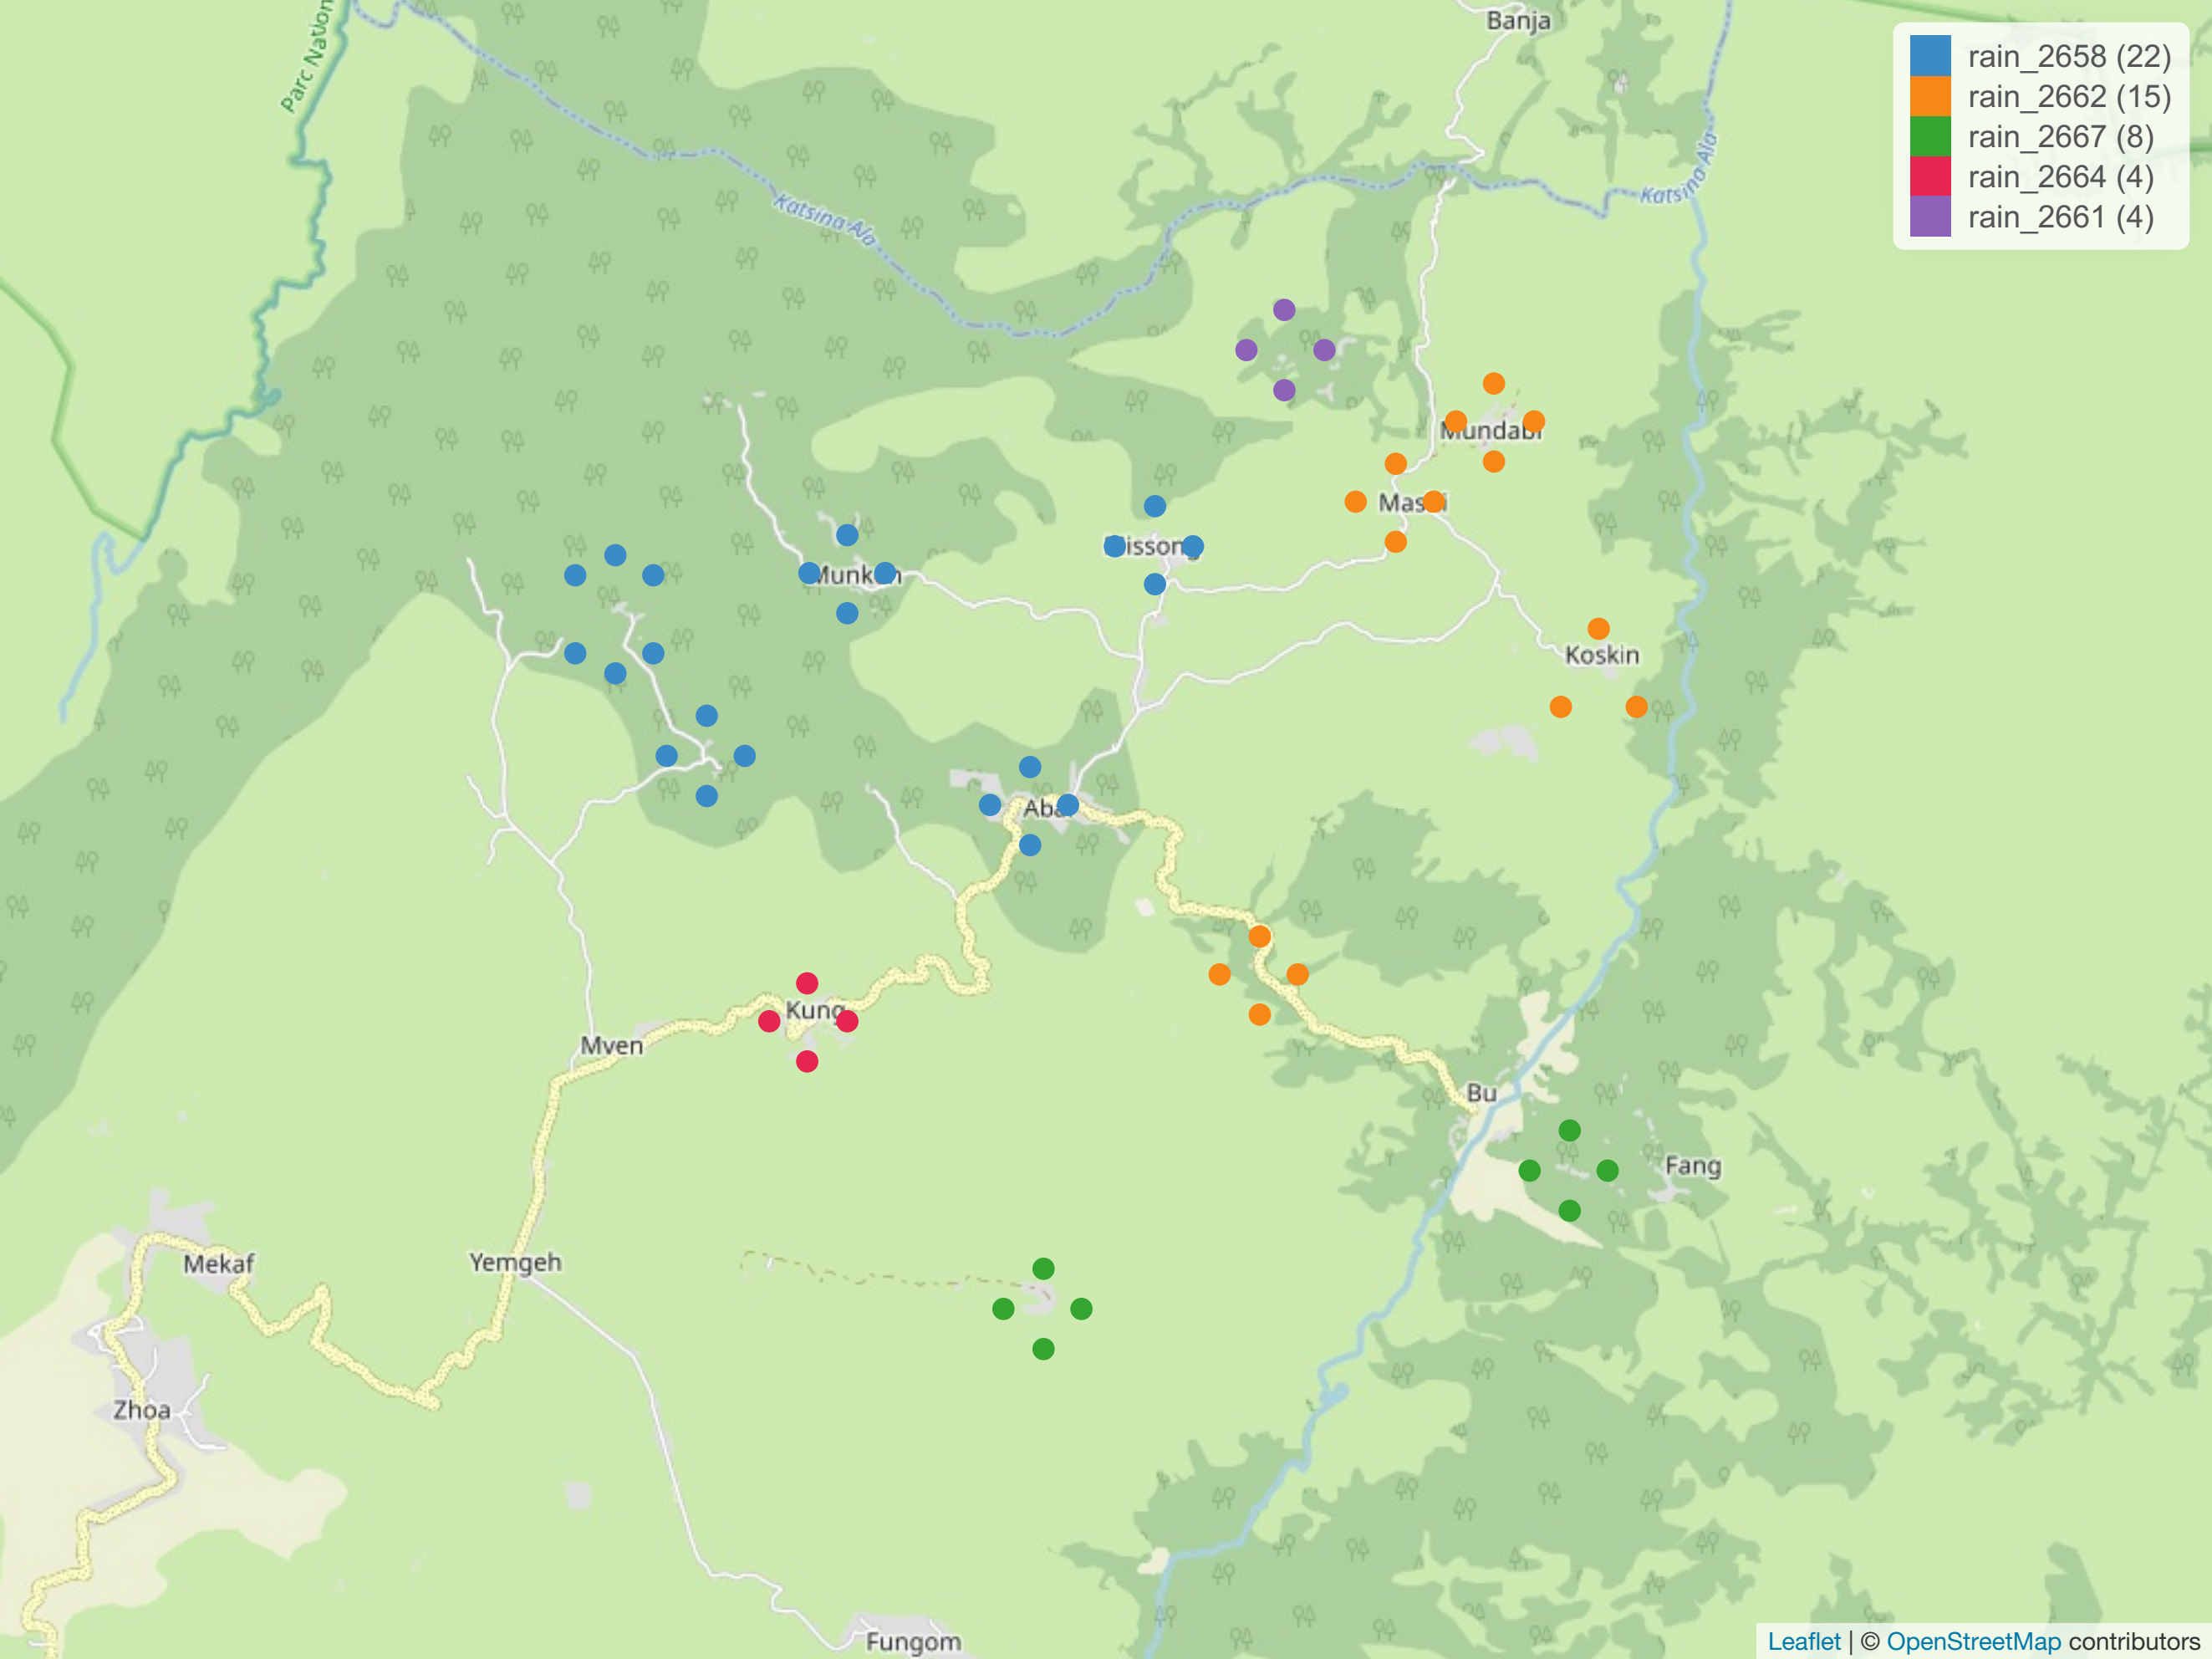 Banja
Parc Nation
rain_2658 (22)
rain_2662 (15)
rain_2667 (8)
rain_2664 (4)
rain_2661 (4)
Katsina-Ala
Katsina-Ala
Mundabi
Koskin
Kung
Mven
Bu
Fang
Mekaf
Yemgeh
Zhoa
Fungom
Leaflet | © OpenStreetMap contributors